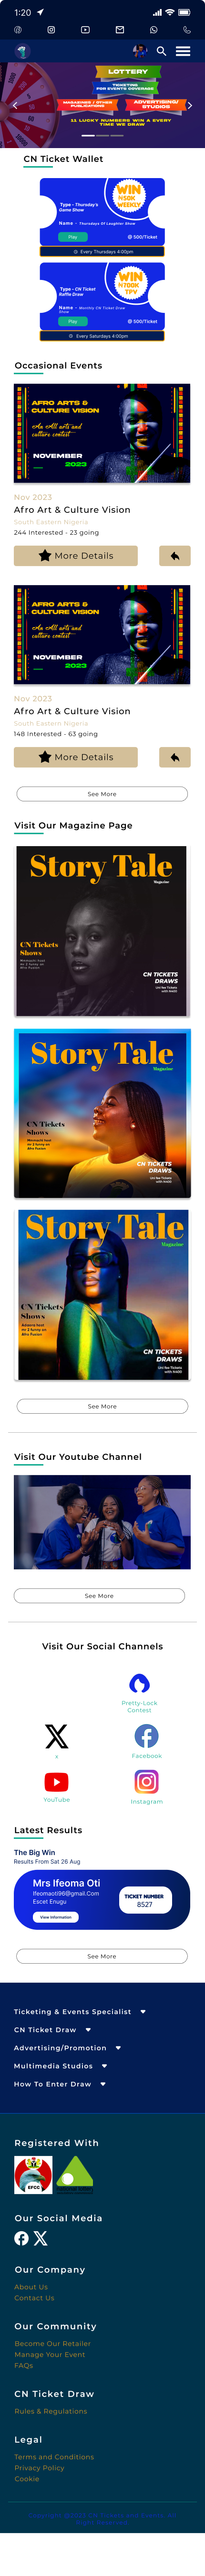 1:20
LOTTERY
TICKETING
FOR EVENTS COVERAGE
MAGAZINES / OTHER
PUBLICATIONS
ADVERTISING/
STUDIOS
11 LUCKY NUMBERS WIN A EVERY
TIME WE DRAW
CN Ticket Wallet
Type - Thursday's
Game Show
WIN
₦50K
WEEKLY
Name - Thursdays Of Laughter Show
Play
@ 500/Ticket
Every Thursdays 4:00pm
Type - CN Ticket
Raffle Draw
WIN
₦200K
TPV
Name - Monthly CN Ticket Draw
Show
Play
@ 500/Ticket
Every Saturdays 4:00pm
Occasional Events
AFRO ARTS &
CULTURE VISION
An All arts and
culture contest
NOVEMBER
2023
Nov 2023
Afro Art & Culture Vision
South Eastern Nigeria
244 Interested - 23 going
More Details
AFRO ARTS &
CULTURE VISION
An All arts and
culture contest
NOVEMBER
2023
Nov 2023
Afro Art & Culture Vision
South Eastern Nigeria
148 Interested - 63 going
More Details
See More
Visit Our Magazine Page
Story Tale
Magazine
CN Tickets
Shows
CN TICKETS
DRAWS
Story Tale
Magazine
CN Tickets
Shows
CN TICKETS
DRAWS
Story Tale
Magazine
CN Tickets
Shows
CN TICKETS
DRAWS
See More
Visit Our Youtube Channel
See More
Visit Our Social Channels
Pretty-Lock
Contest
X
Facebook
YouTube
Instagram
Latest Results
The Big Win
Results From Sat 26 Aug
Mrs Ifeoma Oti
Ifeomaoti96@gmail.Com
Escet Enugu
View Information
TICKET NUMBER
8527
See More
Ticketing & Events Specialist
CN Ticket Draw
Advertising/Promotion
Multimedia Studios
How To Enter Draw
Registered With
EFCC
Our Social Media
Our Company
About Us
Contact Us
Our Community
Become Our Retailer
Manage Your Event
FAQs
CN Ticket Draw
Rules & Regulations
Legal
Terms and Conditions
Privacy Policy
Cookie